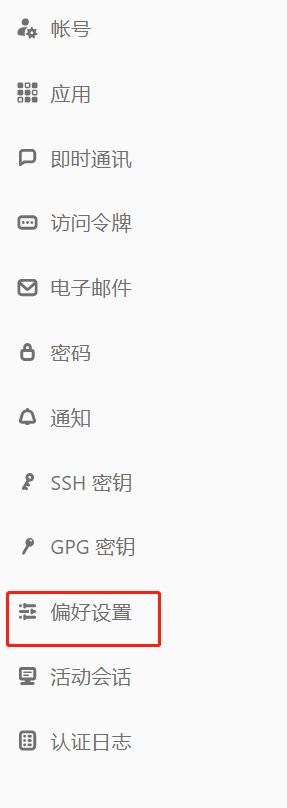 帐号
应用
即时通讯
访问令牌
电子邮件
密码
通知
SSH 密钥
GPG 密钥
偏好设置
活动会话
认证日志